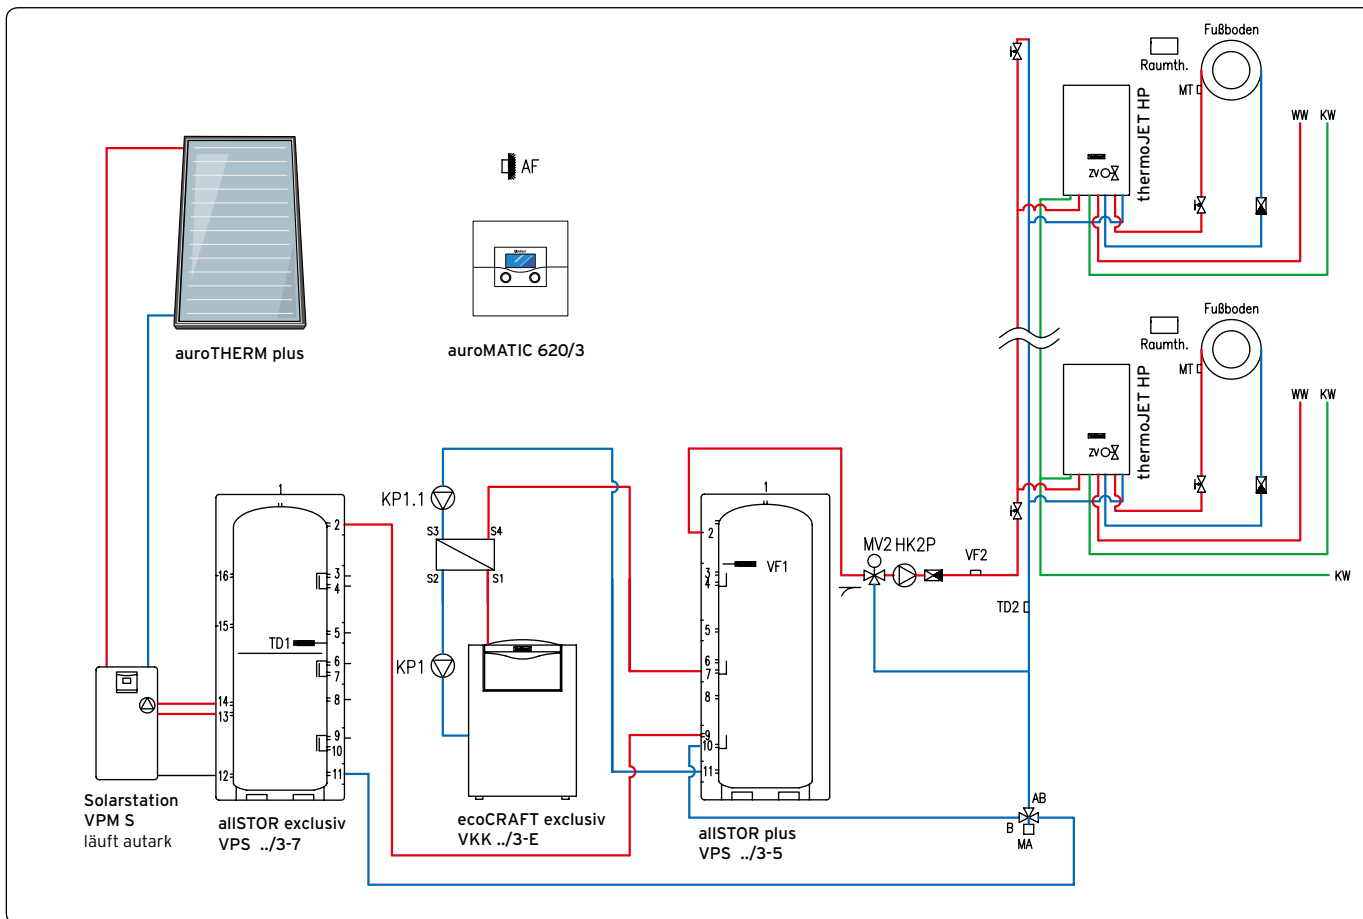 Fußboden
Raumth.
MT
thermoJET HP
WW
KW
ZV
AF
auroTHERM plus
auroMATIC 620/3
Fußboden
Raumth.
MT
thermoJET HP
WW
KW
ZV
KW
KP1.1
S3
S4
S2
S1
KP1
1
2
3
4
5
6
7
8
9
10
11
16
15
14
13
12
TD1
1
2
3
4
5
6
7
8
9
10
11
VF1
MV2
HK2P
VF2
TD2
AB
B
MA
Solarstation
VPM S
läuft autark
allSTOR exclusiv
VPS ../3-7
ecoCRAFT exclusiv
VKK ../3-E
allSTOR plus
VPS ../3-5